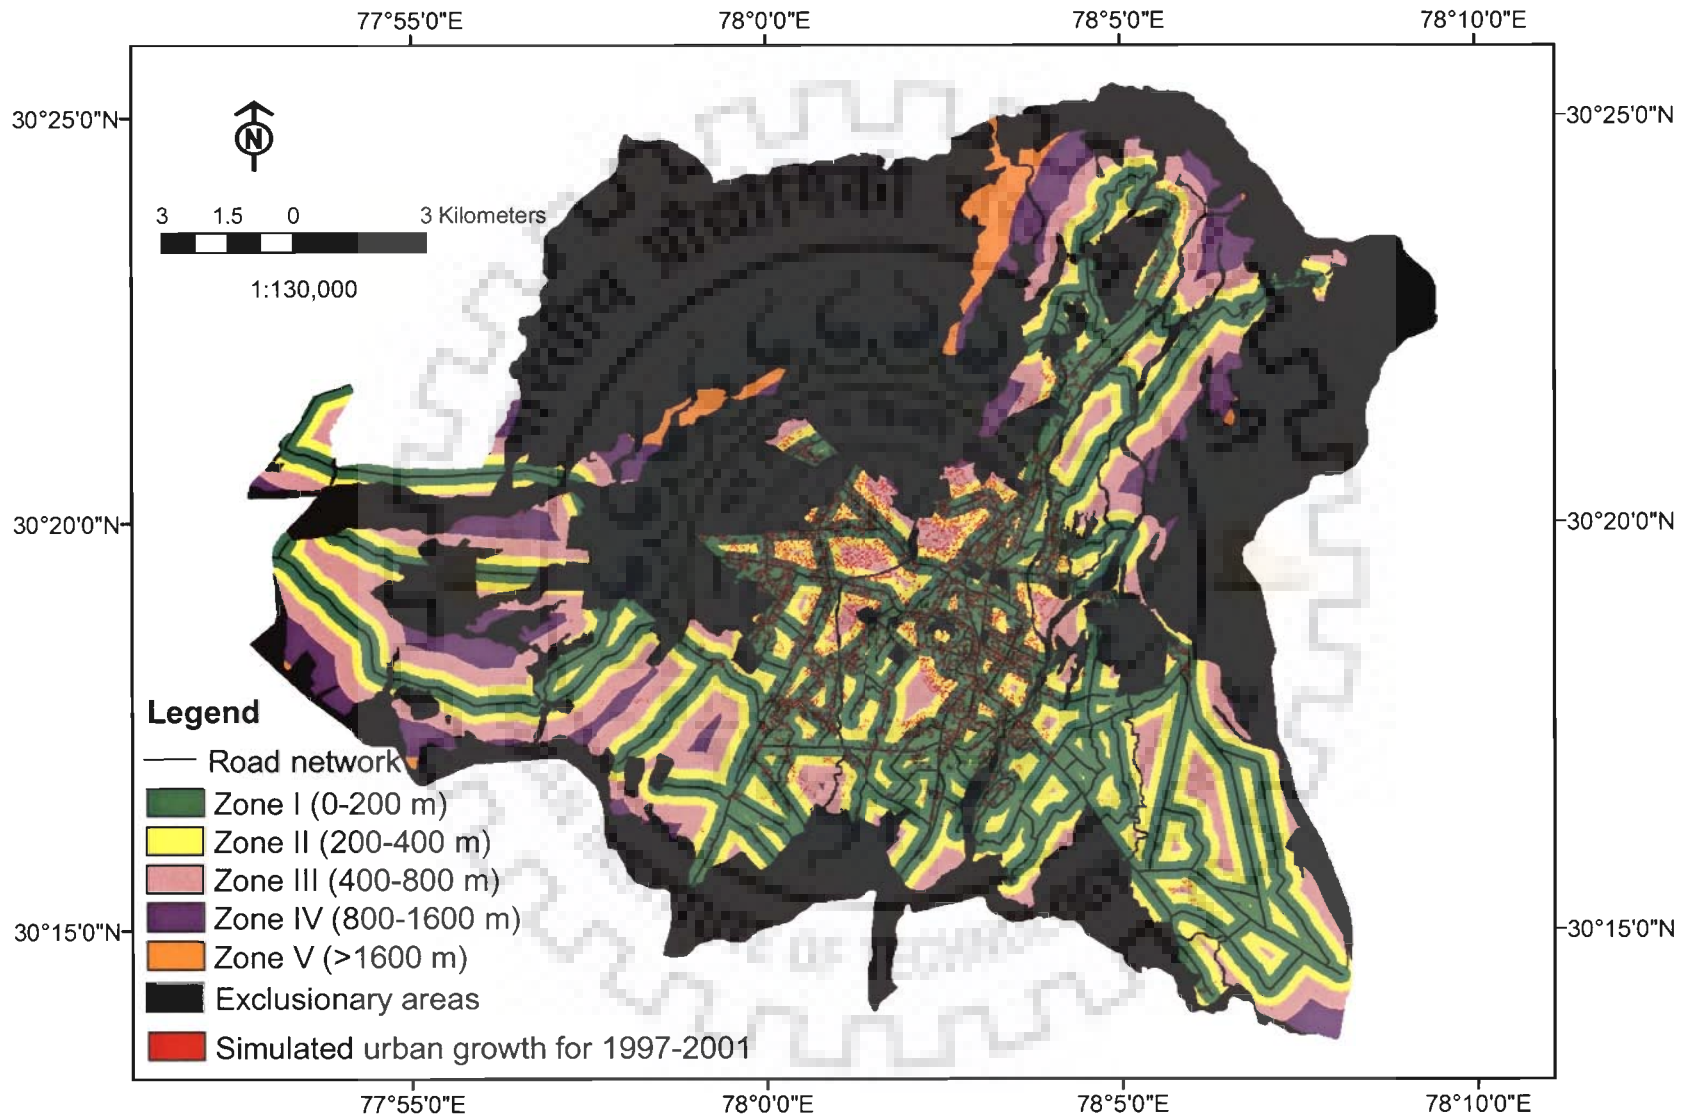 77°55'0"E 78°0'0"E 78°5'0"E 78°10'0"E
30°25'0"N 30°25'0"N
N
3 1.5 0 3 Kilometers
1:130,000
30°20'0"N 30°20'0"N
Legend
Road network
Zone I (0-200 m)
Zone II (200-400 m)
Zone III (400-800 m)
Zone IV (800-1600 m)
30°15'0"N 30°15'0"N
Zone V (>1600 m)
Exclusionary areas
Simulated urban growth for 1997-2001
OF
77°55'0"E 78°0'0"E 78°5'0"E 78°10'0"E